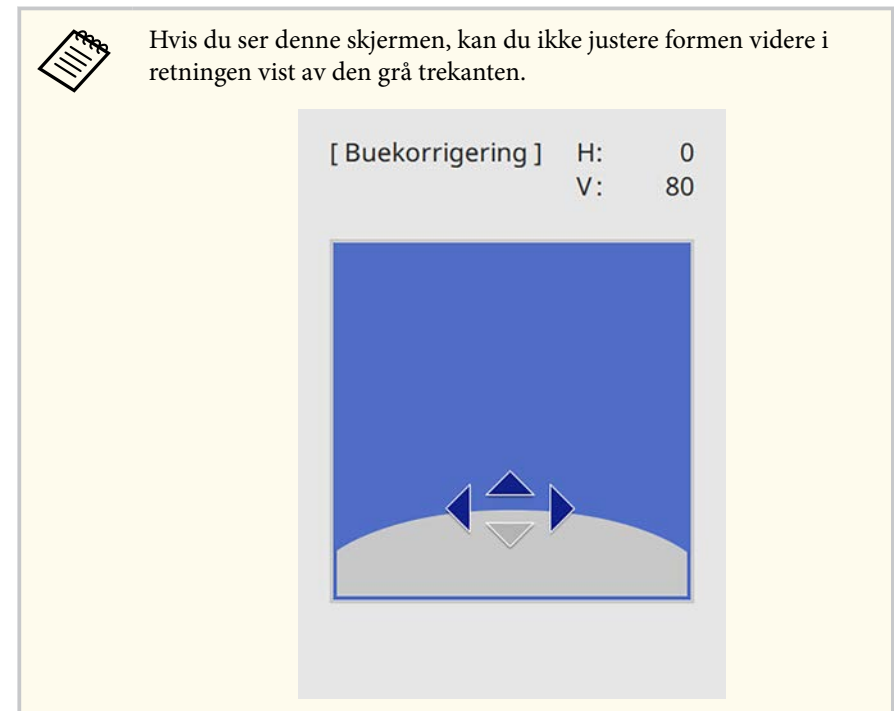 Hvis du ser denne skjermen, kan du ikke justere formen videre i
retningen vist av den grå trekanten.
[ Buekorrigering ] H: 0
V: 80